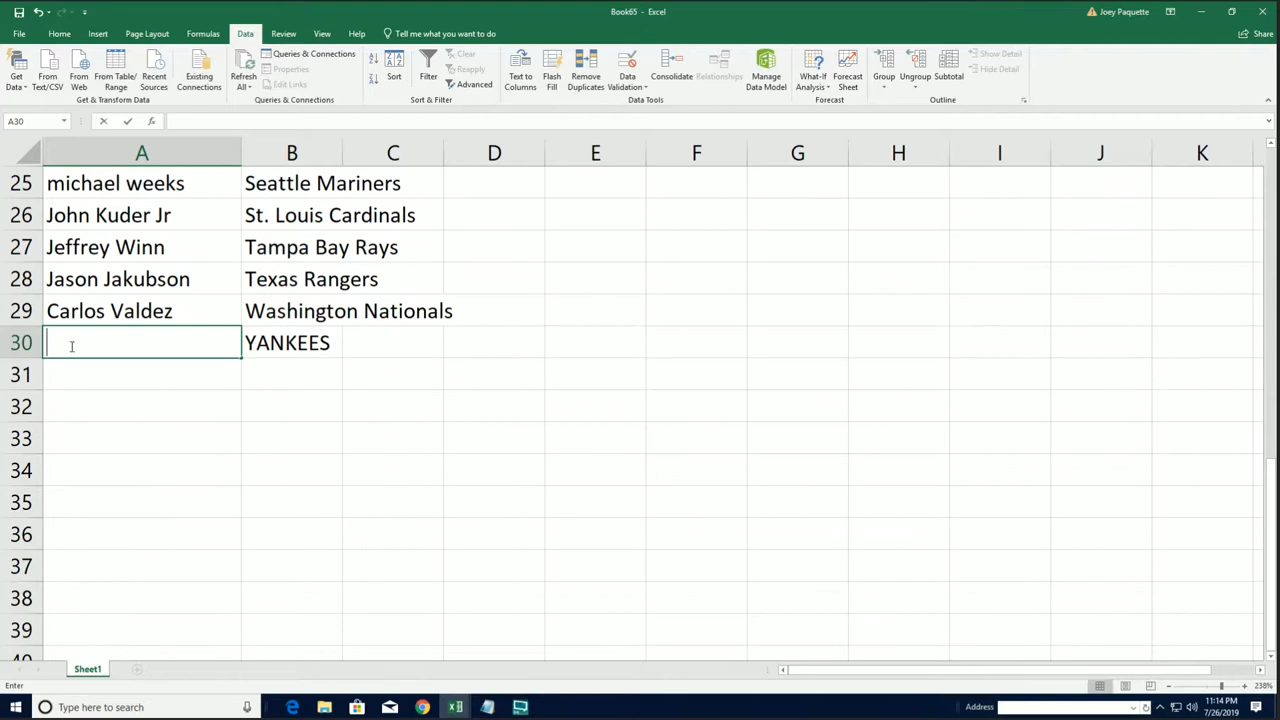 Book65 - Excel
Joey Paquette
File Home Insert Page Layout Formulas Data Review View Help Tell me what you want to do Share
Get Data
From Text/CSV
From Web
From Table/ Range
Recent Sources
Existing Connections
Get & Transform Data
Refresh All
Queries & Connections
Properties
Edit Links
Queries & Connections
Sort
Filter
Clear
Reapply
Advanced
Sort & Filter
Text to Columns
Flash Fill
Remove Duplicates
Data Validation
Consolidate
Relationships
Manage Data Model
Data Tools
What-If Analysis
Forecast Sheet
Forecast
Group
Ungroup
Subtotal
Show Detail
Hide Detail
Outline
A30 fx
A B C D E F G H I J K
25 michael weeks Seattle Mariners
26 John Kuder Jr St. Louis Cardinals
27 Jeffrey Winn Tampa Bay Rays
28 Jason Jakubson Texas Rangers
29 Carlos Valdez Washington Nationals
30 YANKEES
31
32
33
34
35
36
37
38
39
40
Sheet1
Enter 238%
Type here to search Address 11:14 PM
7/26/2019